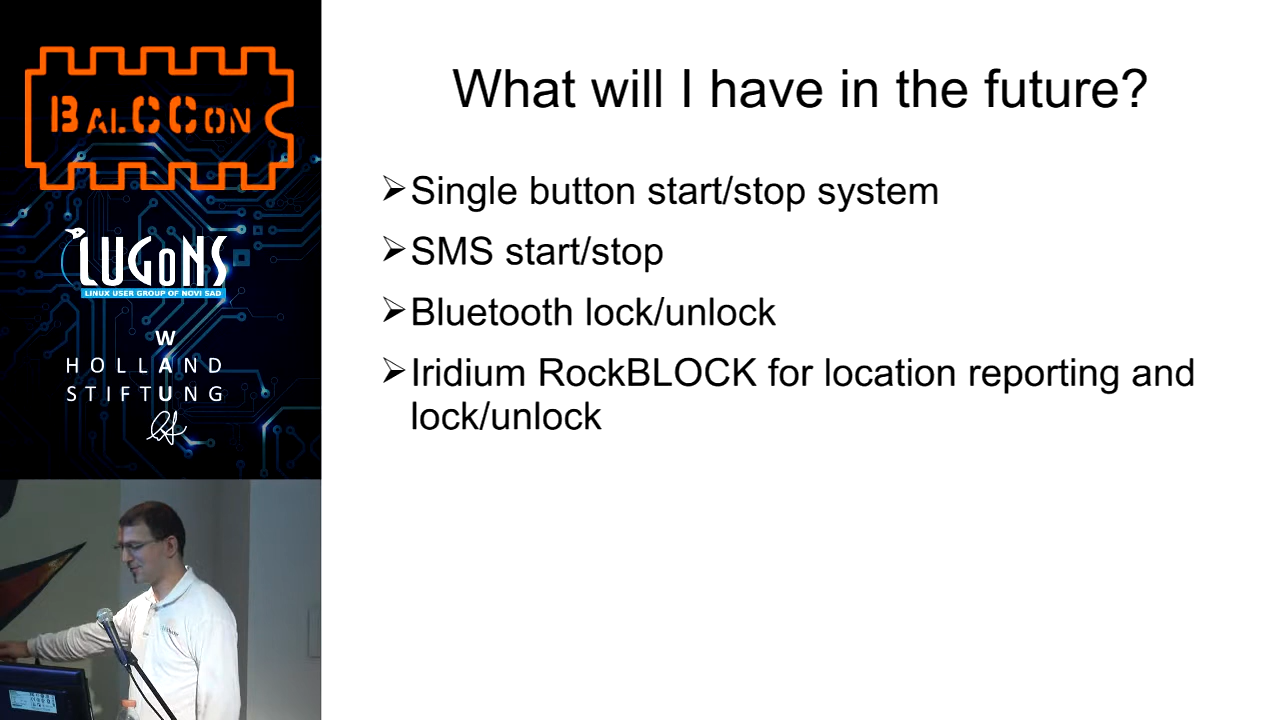 BALCCON
LUGONS
LINUX USER GROUP OF NOVI SAD
W
HOLLAND
STIFTUNG
What will I have in the future?
➢Single button start/stop system
➢SMS start/stop
➢Bluetooth lock/unlock
➢Iridium RockBLOCK for location reporting and
lock/unlock